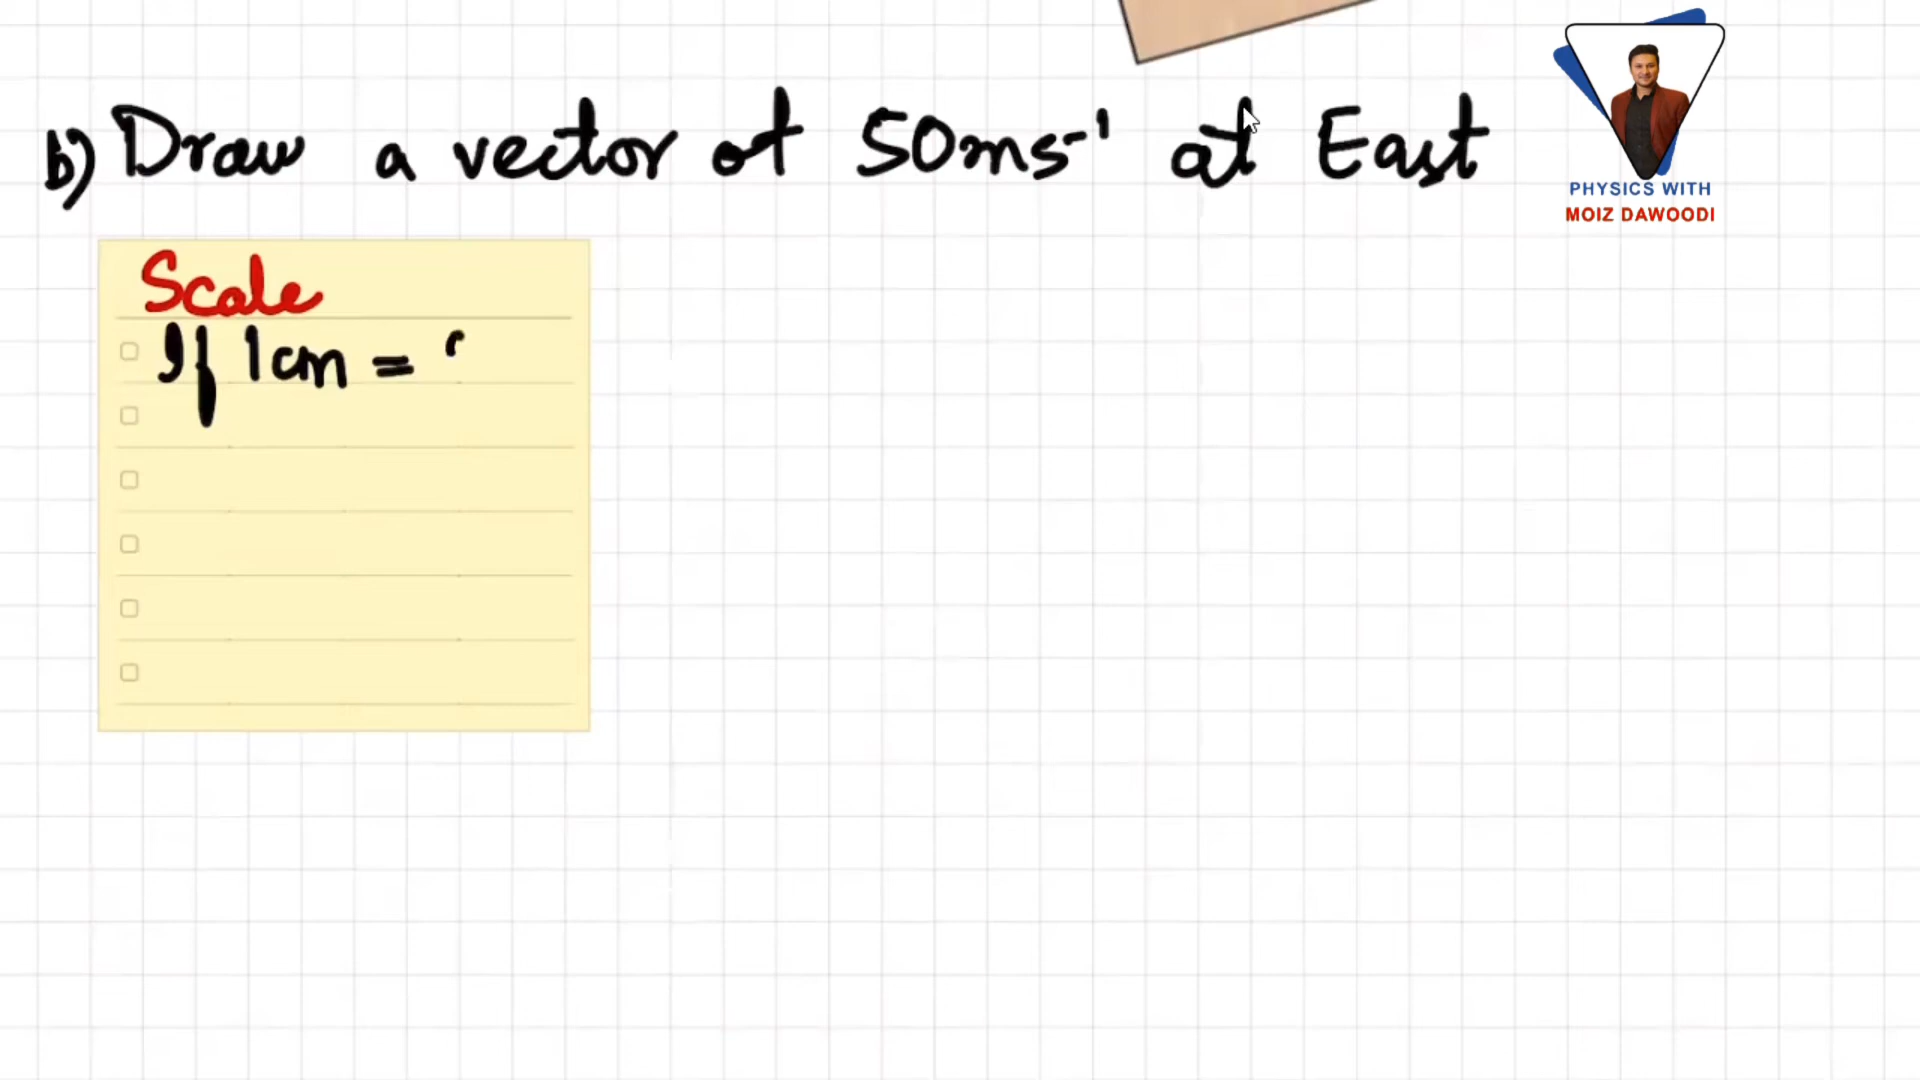 b) Draw a vector of 50ms⁻¹ at East
PHYSICS WITH
MOIZ DAWOODI
Scale
If 1cm =